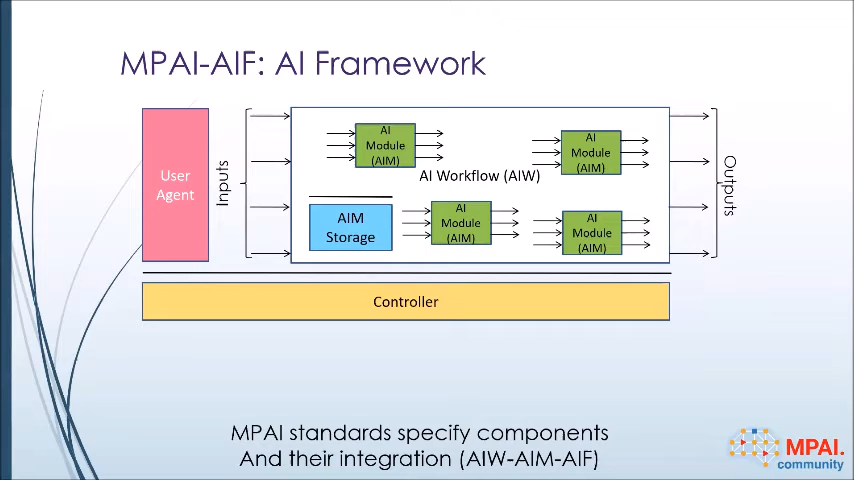 MPAI-AIF: AI Framework
User
Agent
Inputs
AI
Module
(AIM)
AI
Module
(AIM)
AI Workflow (AIW)
AIM
Storage
AI
Module
(AIM)
AI
Module
(AIM)
Outputs
Controller
MPAI standards specify components
And their integration (AIW-AIM-AIF)
MPAI.
community